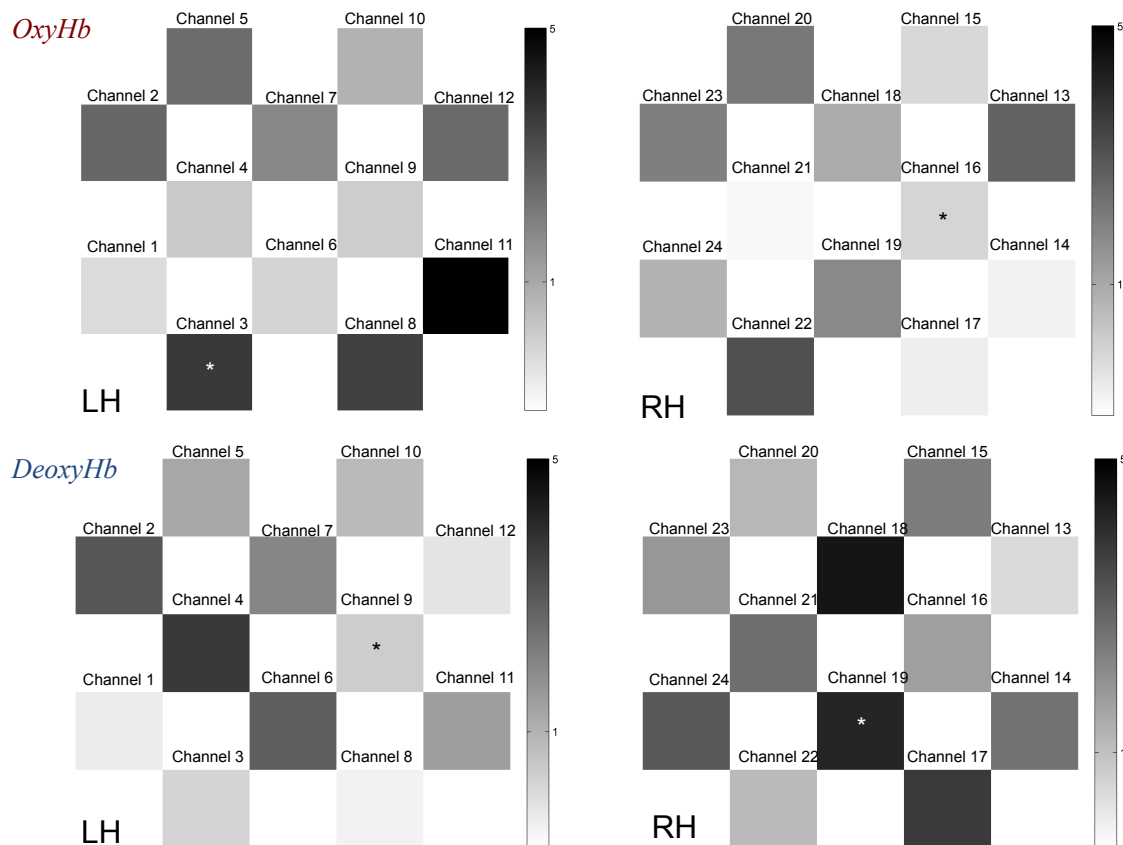 OxyHb
Channel 5
Channel 10
5
Channel 2
Channel 7
Channel 12
Channel 4
Channel 9
Channel 1
Channel 6
Channel 11
1
Channel 3
Channel 8
*
LH
Channel 20
Channel 15
5
Channel 23
Channel 18
Channel 13
Channel 21
Channel 16
*
Channel 24
Channel 19
Channel 14
1
Channel 22
Channel 17
RH
DeoxyHb
Channel 5
Channel 10
5
Channel 2
Channel 7
Channel 12
Channel 4
Channel 9
*
Channel 1
Channel 6
Channel 11
1
Channel 3
Channel 8
LH
Channel 20
Channel 15
5
Channel 23
Channel 18
Channel 13
Channel 21
Channel 16
Channel 24
Channel 19
Channel 14
*
1
Channel 22
Channel 17
RH